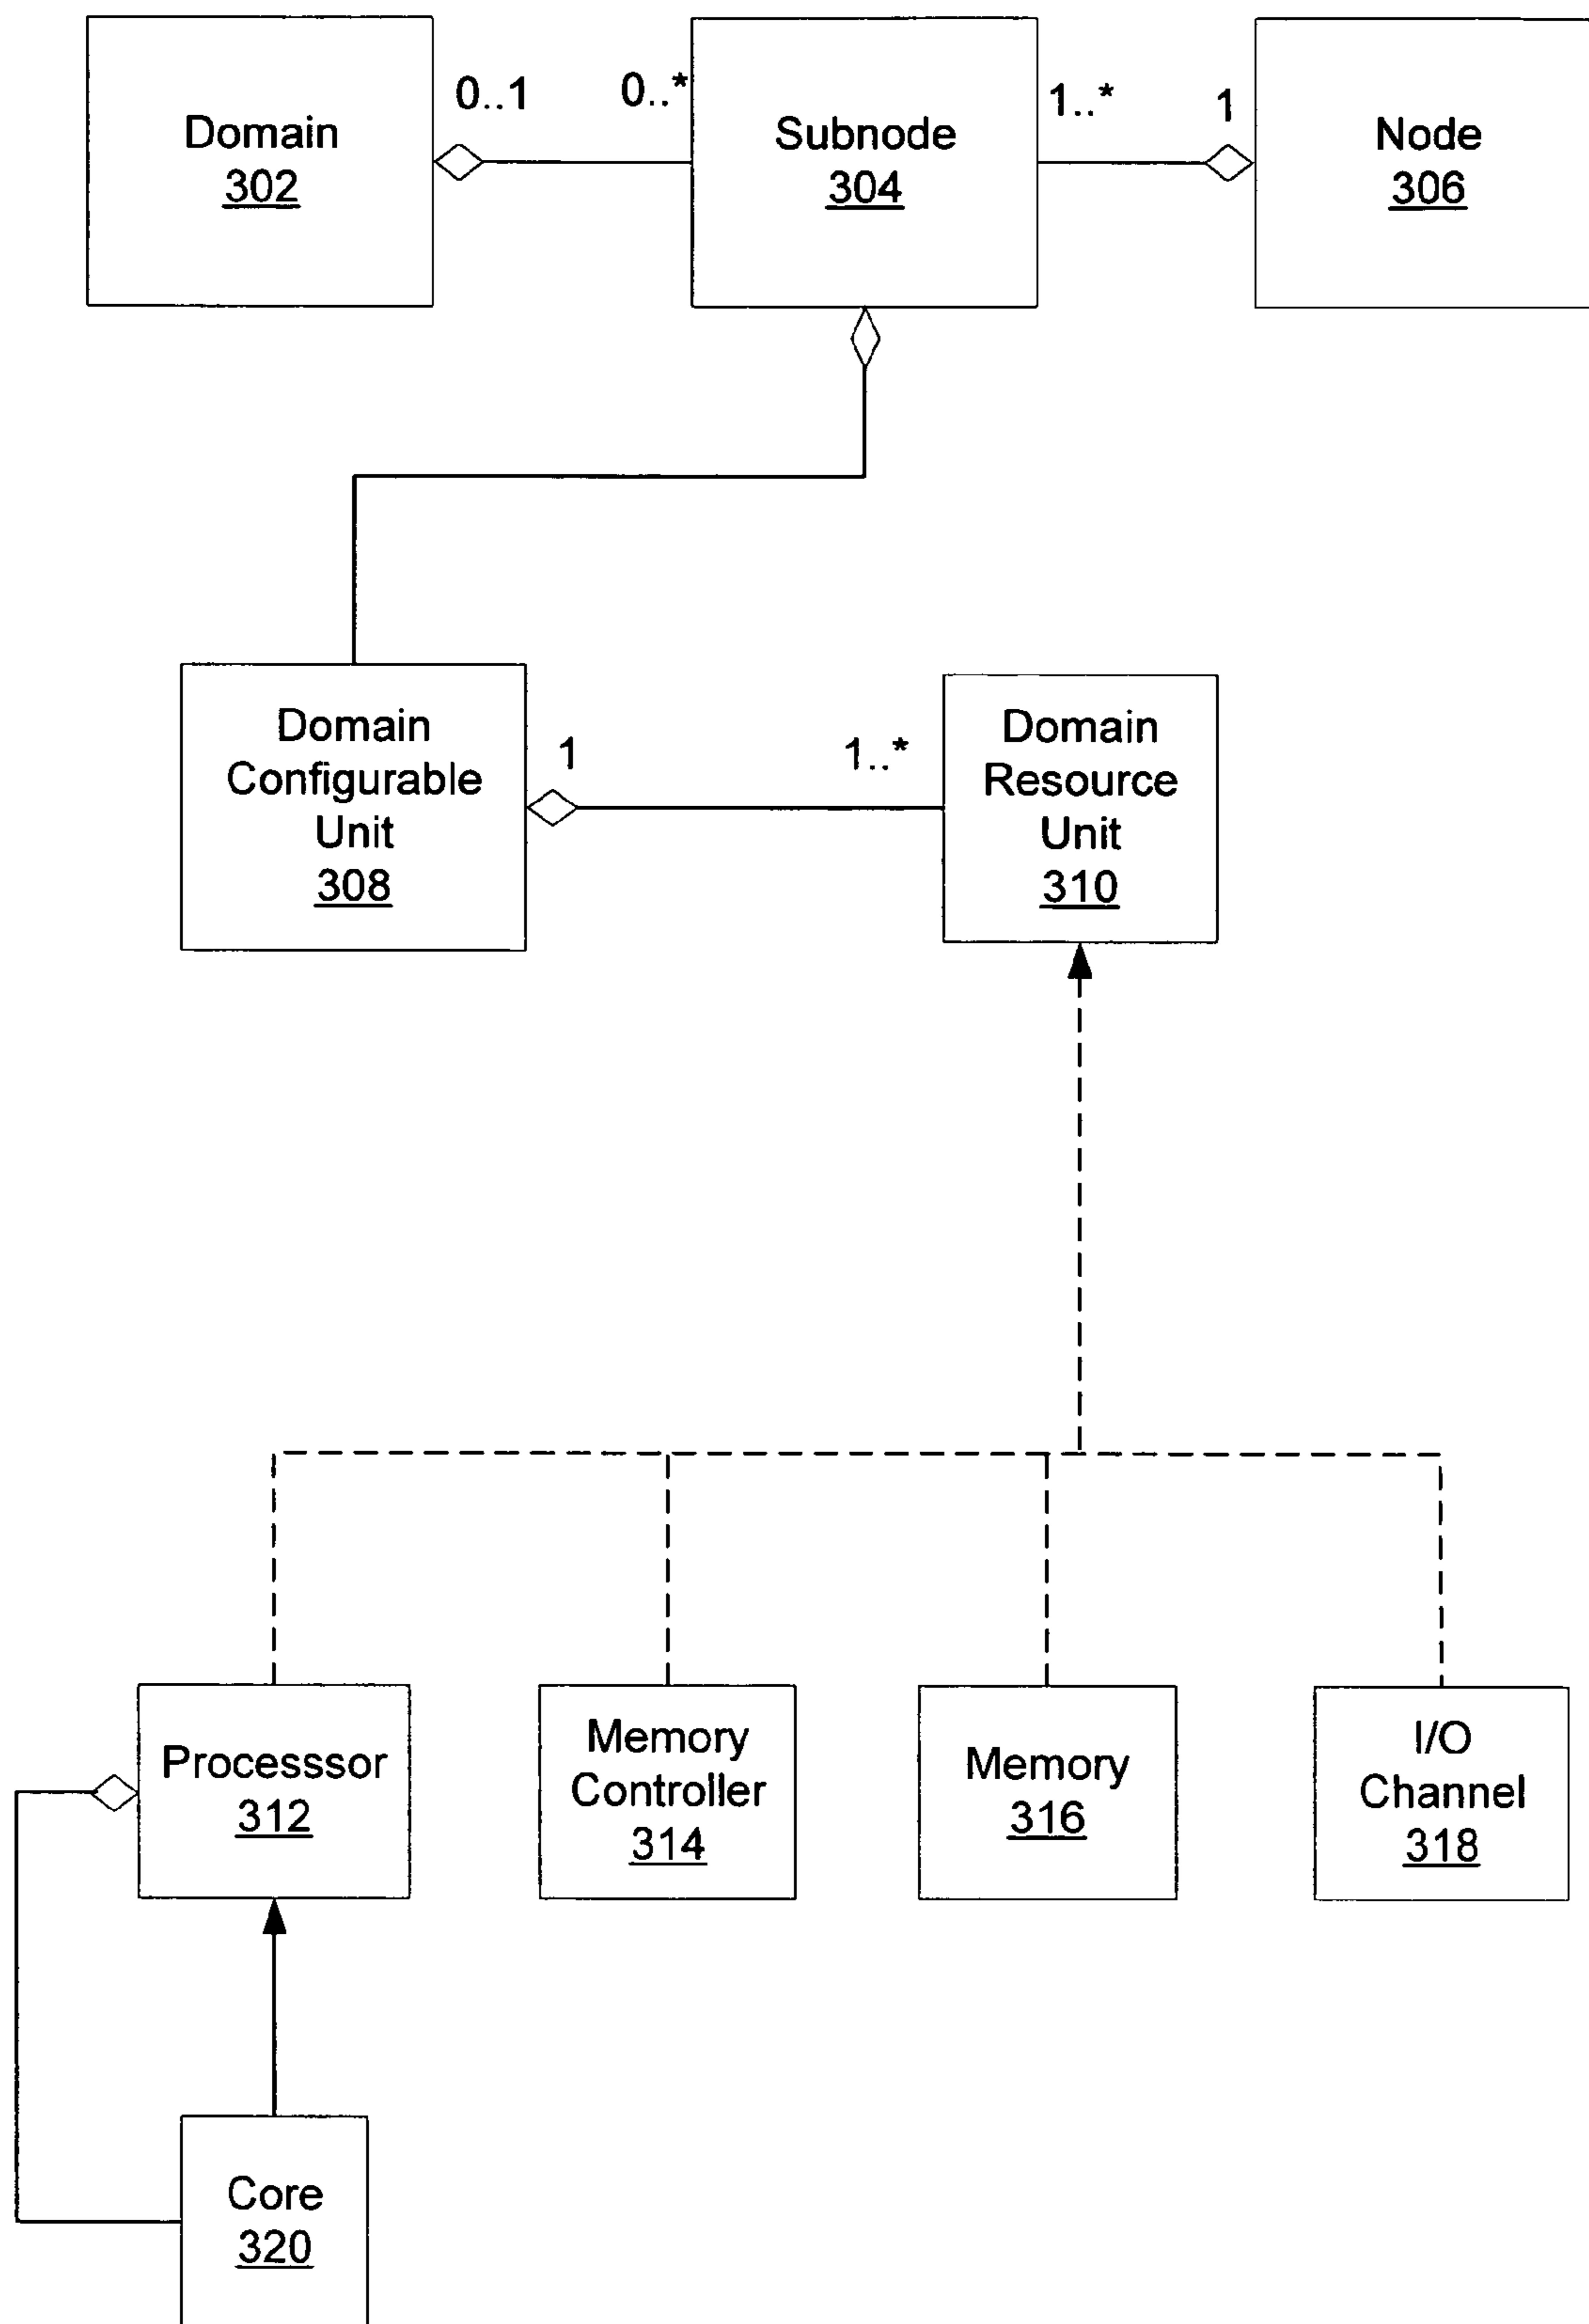 0..1
0..*
1..*
1
Domain
302
Subnode
304
Node
306
Domain
Configurable
Unit
308
1
1..*
Domain
Resource
Unit
310
Processsor
312
Memory
Controller
314
Memory
316
I/O
Channel
318
Core
320